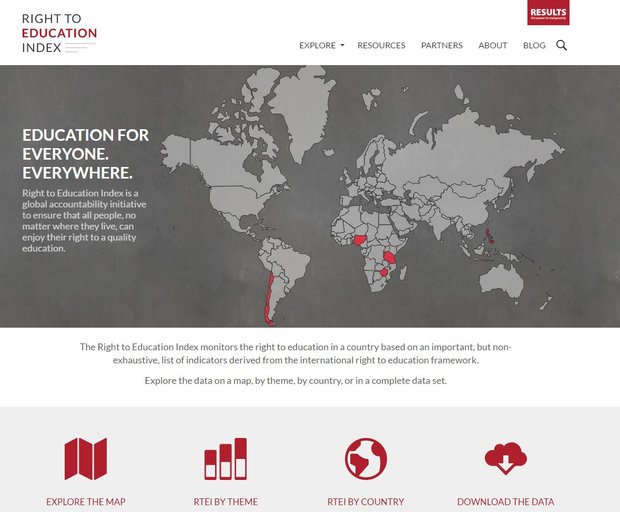 RIGHT TO
EDUCATION
INDEX
RESULTS
the power to end poverty
EXPLORE
RESOURCES
PARTNERS
ABOUT
BLOG
EDUCATION FOR
EVERYONE.
EVERYWHERE.
Right to Education Index is a
global accountability initiative
to ensure that all people, no
matter where they live, can
enjoy their right to a quality
education.
The Right to Education Index monitors the right to education in a country based on an important, but non-
exhaustive, list of indicators derived from the international right to education framework.
Explore the data on a map, by theme, by country, or in a complete data set.
EXPLORE THE MAP
RTEI BY THEME
RTEI BY COUNTRY
DOWNLOAD THE DATA